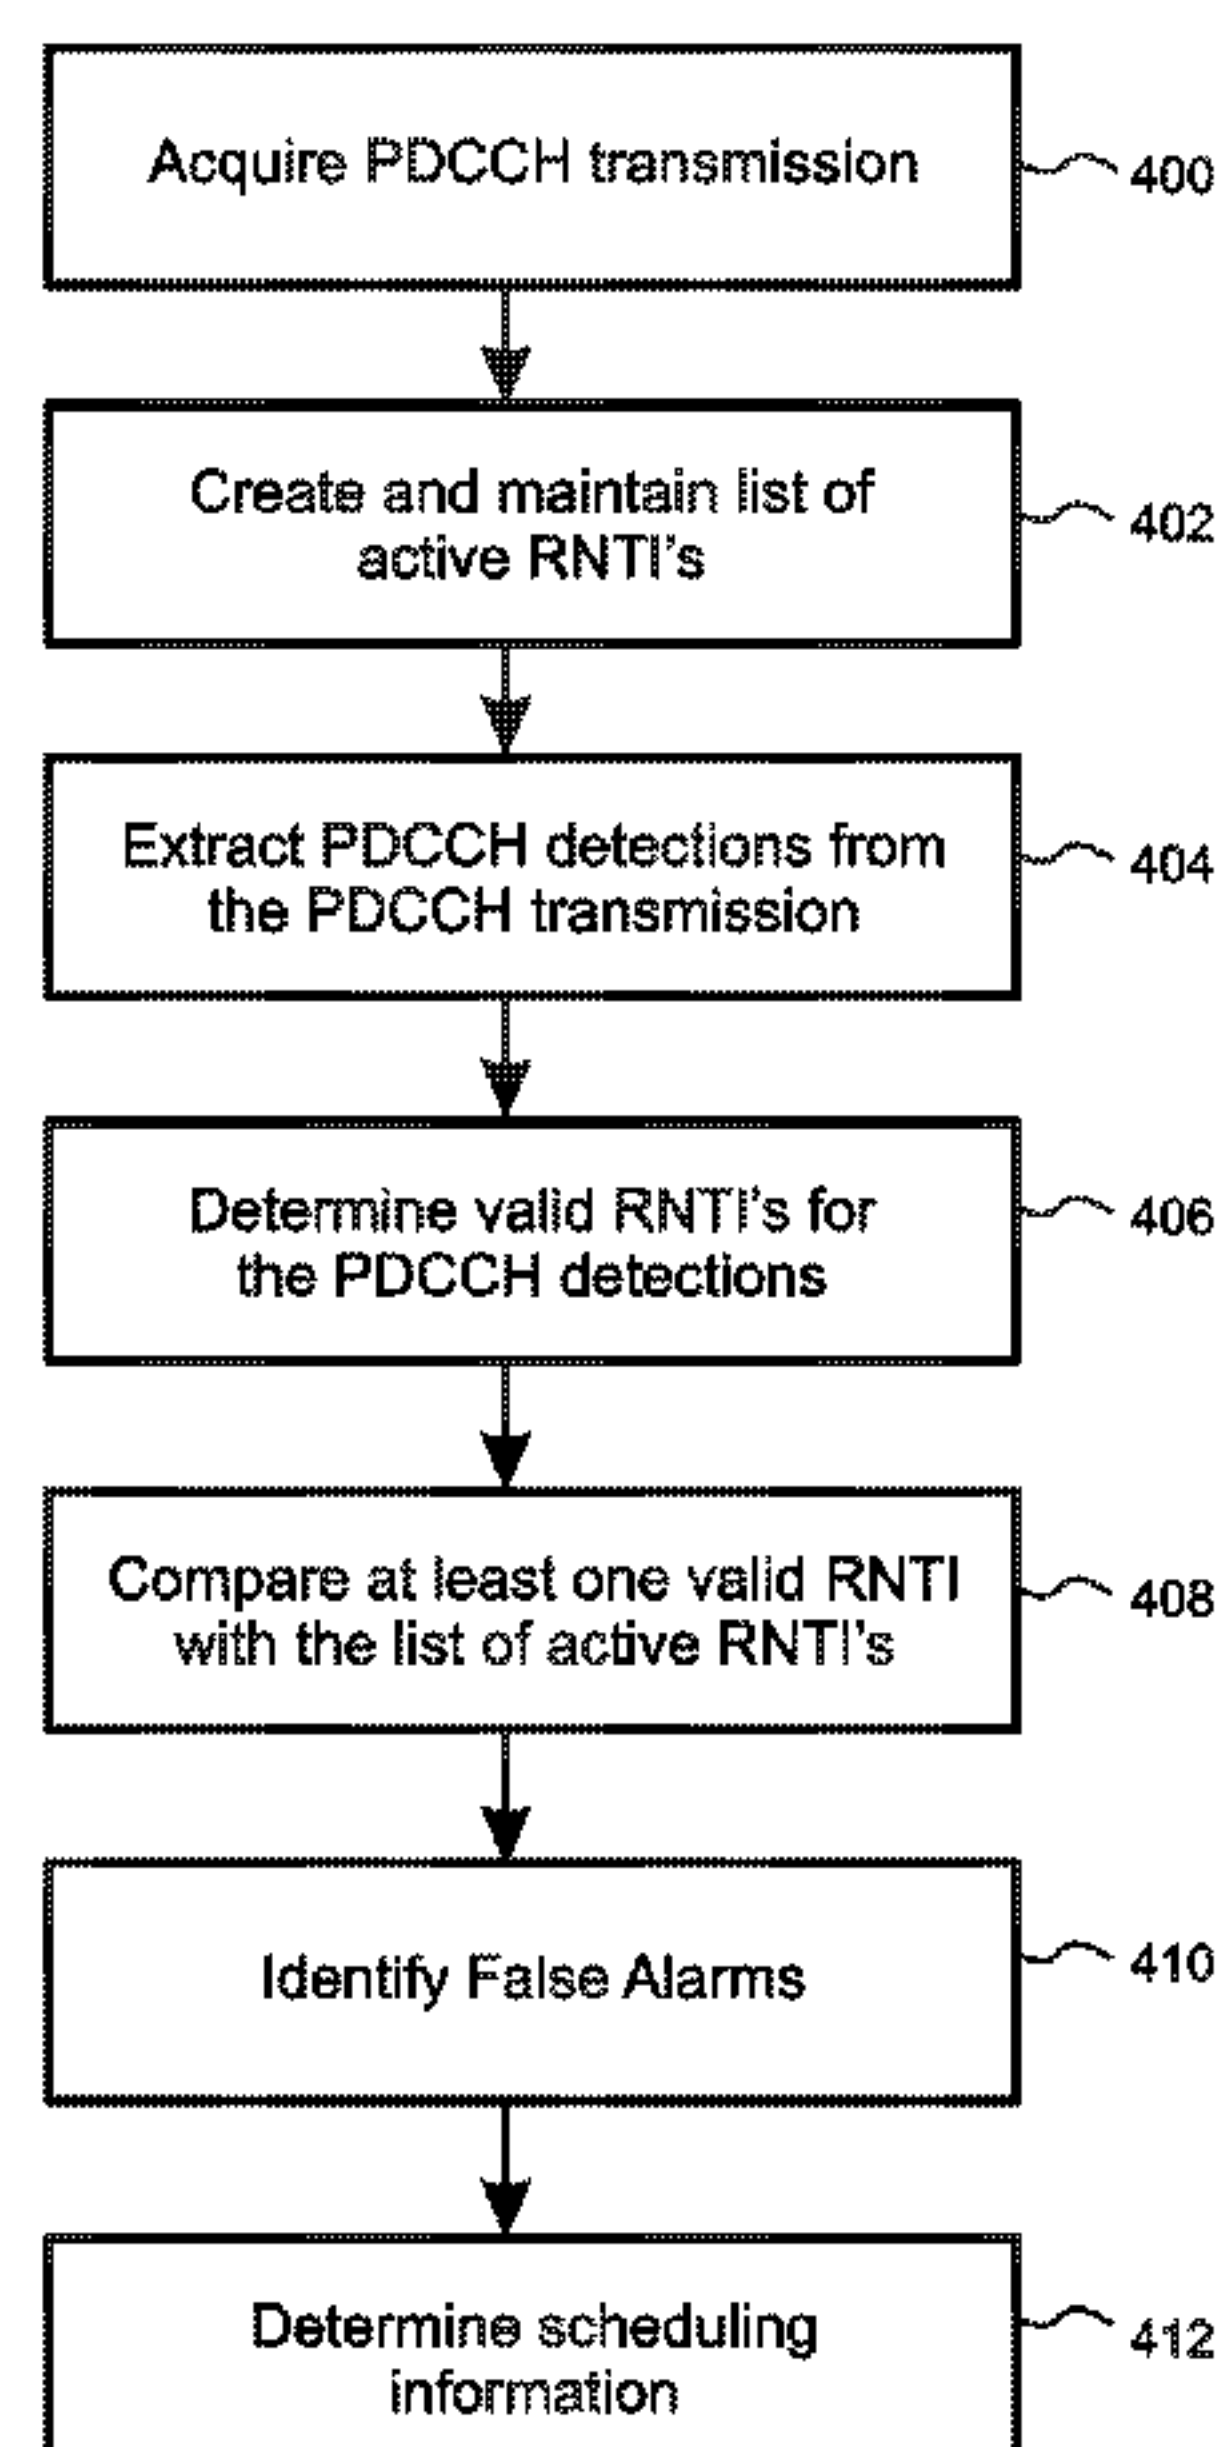 Acquire PDCCH transmission
400
Create and maintain list of
active RNTI's
402
Extract PDCCH detections from
the PDCCH transmission
404
Determine valid RNTI's for
the PDCCH detections
406
Compare at least one valid RNTI
with the list of active RNTI's
408
Identify False Alarms
410
Determine scheduling
information
412